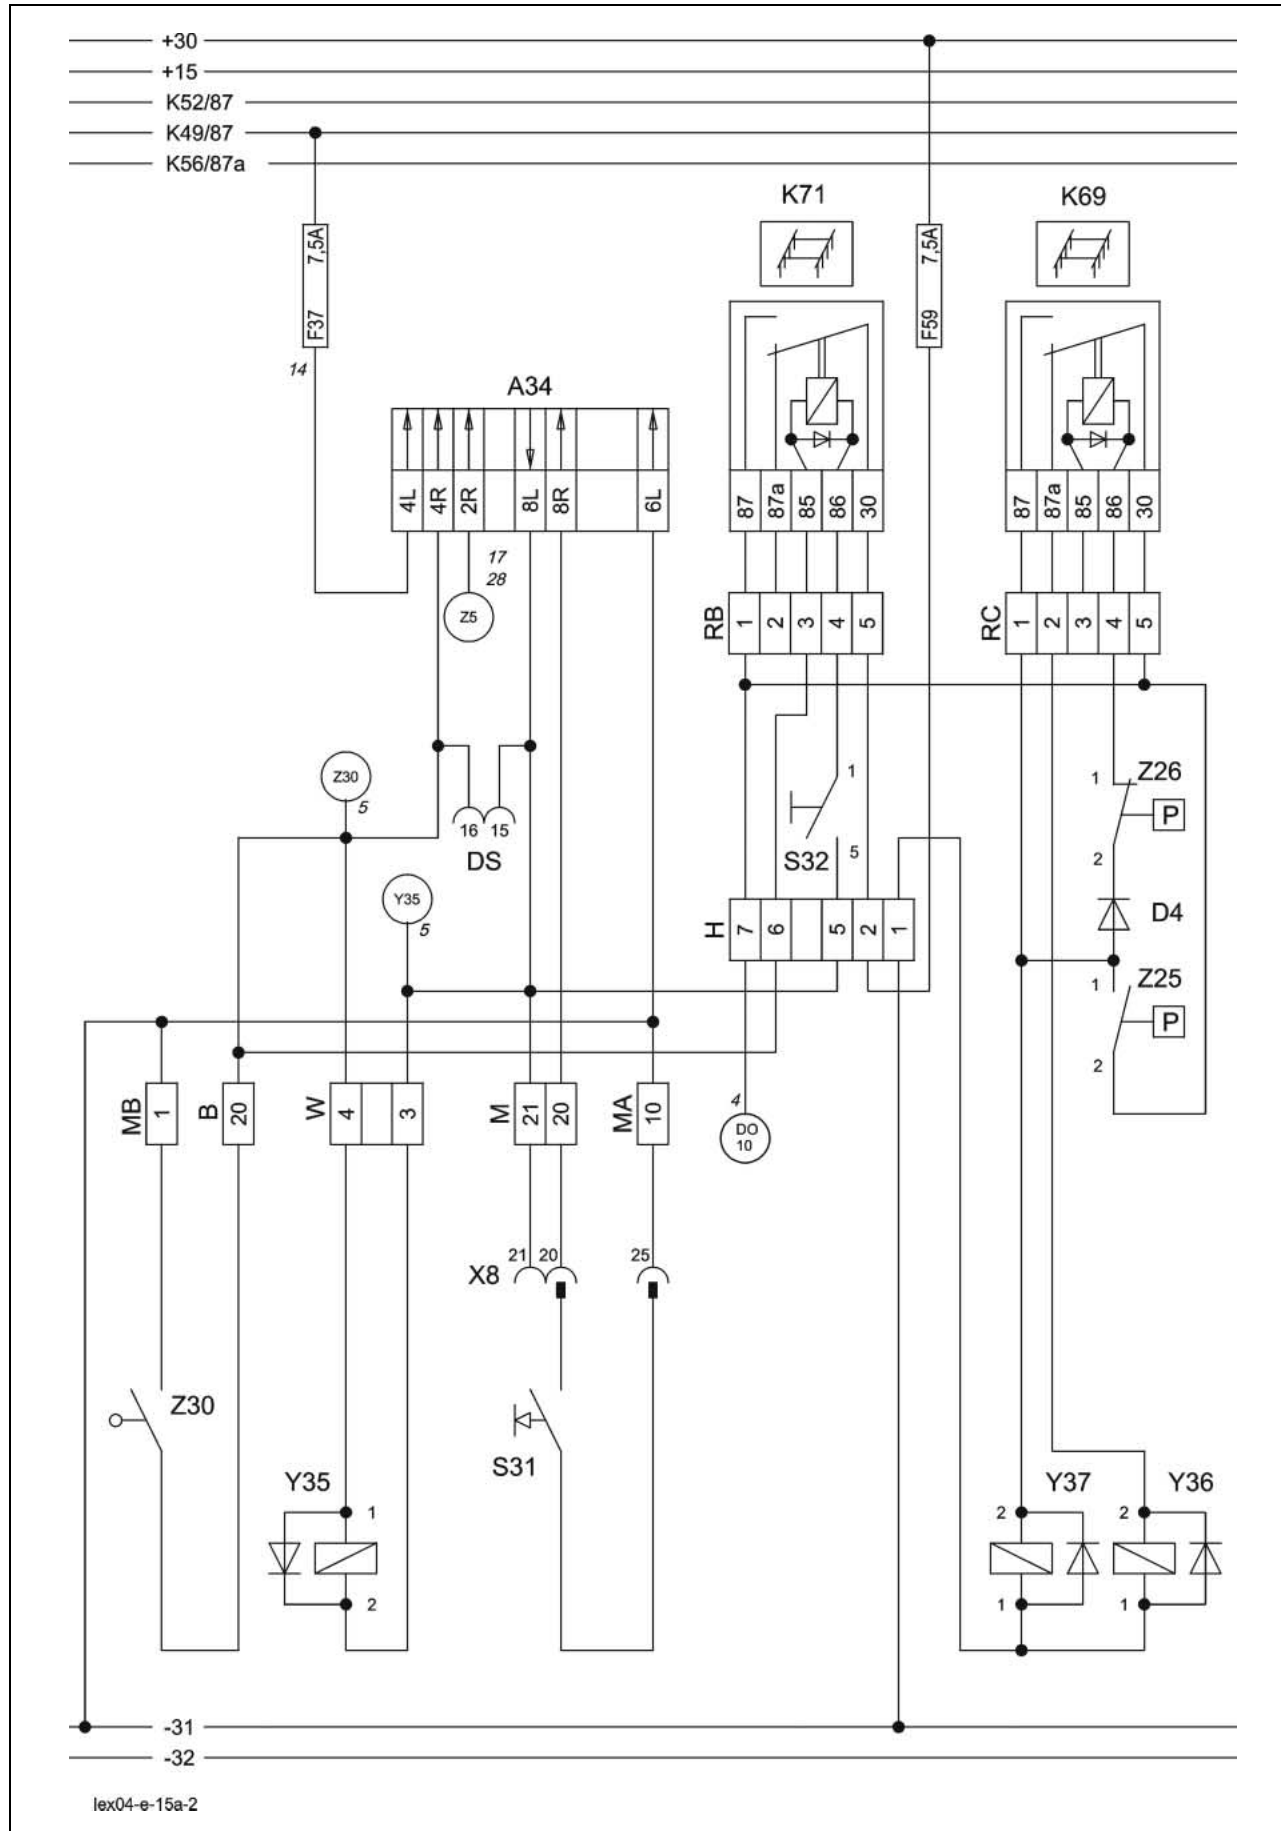 +30
+15
K52/87
K49/87
K56/87a
K71
K69
7,5A
F37
14
7,5A
F59
A34
4L
4R
2R
8L
8R
6L
87
87a
85
86
30
87
87a
85
86
30
17
28
Z5
RB
1
2
3
4
5
RC
1
2
3
4
5
Z30
5
16
15
DS
1
S32
5
1
Z26
P
2
D4
Y35
5
H
7
6
5
2
1
1
Z25
P
2
MB
1
B
20
W
4
3
M
21
20
MA
10
4
DO
10
X8
21
20
25
Z30
S31
Y35
1
2
Y37
2
1
Y36
2
1
-31
-32
lex04-e-15a-2